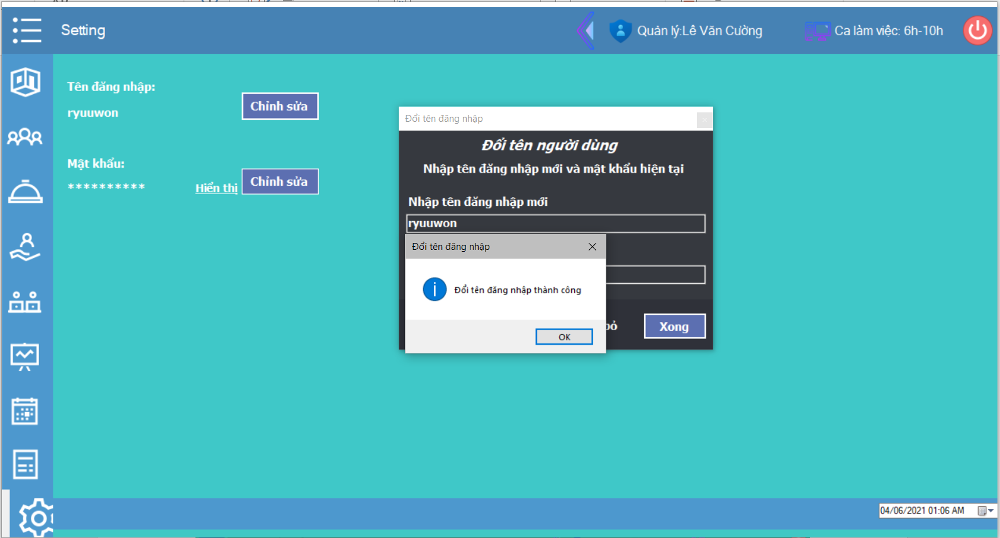 Setting
Quản lý:Lê Văn Cường
Ca làm việc: 6h-10h
Tên đăng nhập:
ryuuwon
Chỉnh sửa
Mật khẩu:
**********
Hiển thị
Chỉnh sửa
Đổi tên đăng nhập
Đổi tên người dùng
Nhập tên đăng nhập mới và mật khẩu hiện tại
Nhập tên đăng nhập mới
ryuuwon
Đổi tên đăng nhập
Đổi tên đăng nhập thành công
OK
Xong
04/06/2021 01:06 AM